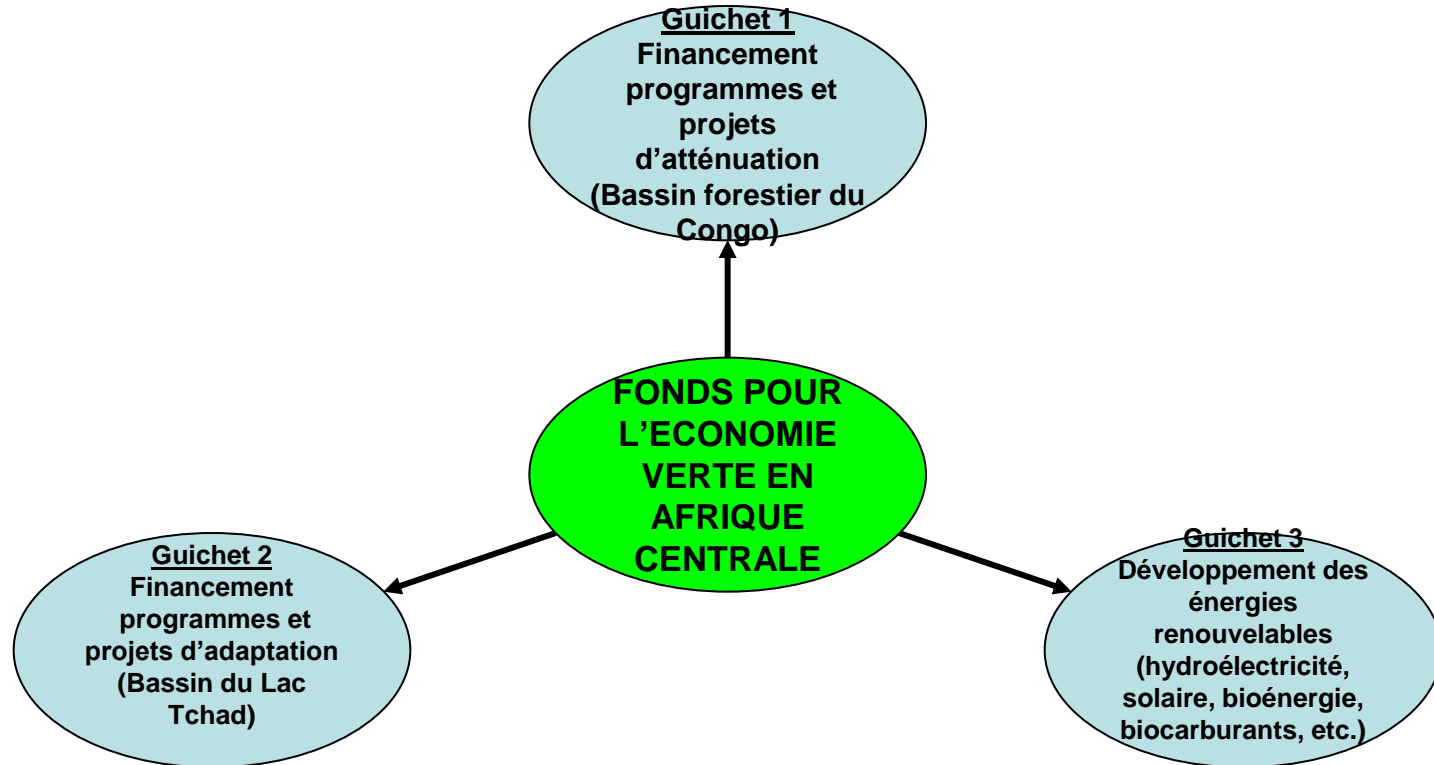 Guichet 1
Financement
programmes et
projets
d’atténuation
(Bassin forestier du
Congo)
FONDS POUR
L’ECONOMIE
VERTE EN
AFRIQUE
CENTRALE
Guichet 2
Financement
programmes et
projets d’adaptation
(Bassin du Lac
Tchad)
Guichet 3
Développement des
énergies
renouvelables
(hydroélectricité,
solaire, bioénergie,
biocarburants, etc.)